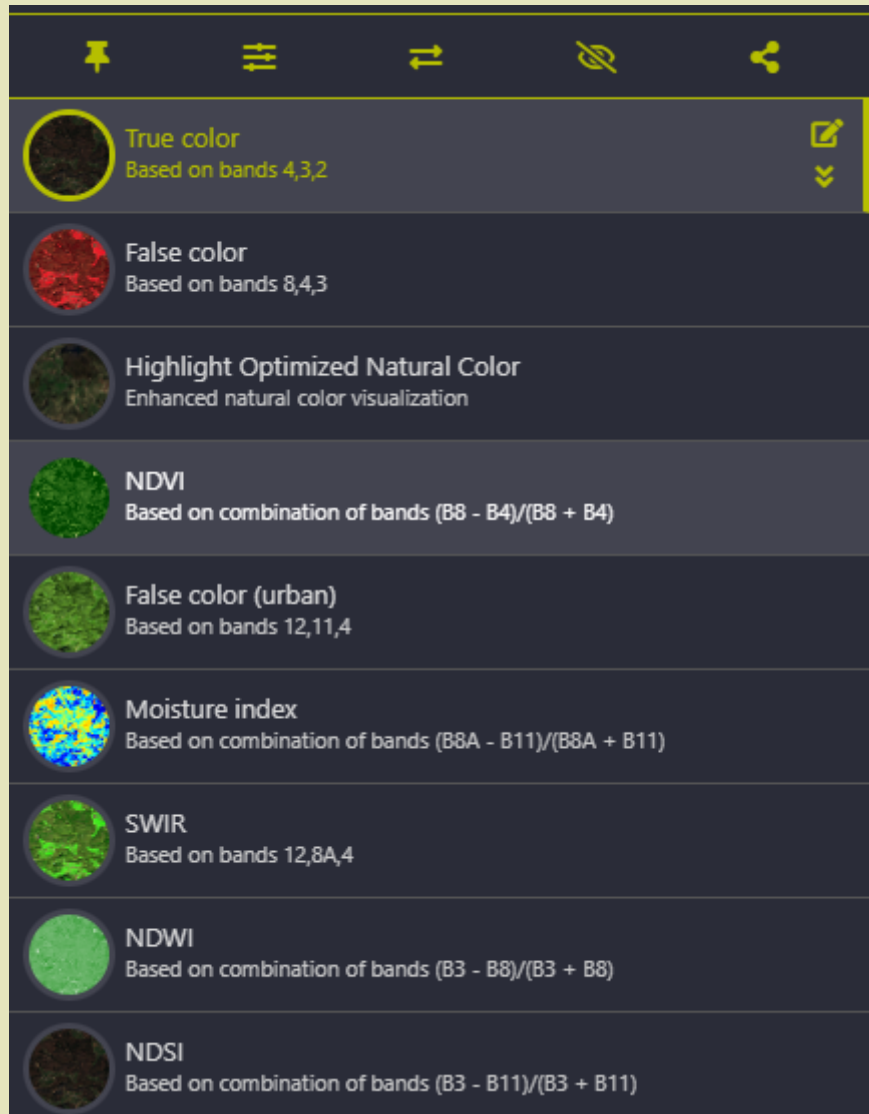 True color
Based on bands 4,3,2
False color
Based on bands 8,4,3
Highlight Optimized Natural Color
Enhanced natural color visualization
NDVI
Based on combination of bands (B8 - B4)/(B8 + B4)
False color (urban)
Based on bands 12,11,4
Moisture index
Based on combination of bands (B8A - B11)/(B8A + B11)
SWIR
Based on bands 12,8A,4
NDWI
Based on combination of bands (B3 - B8)/(B3 + B8)
NDSI
Based on combination of bands (B3 - B11)/(B3 + B11)